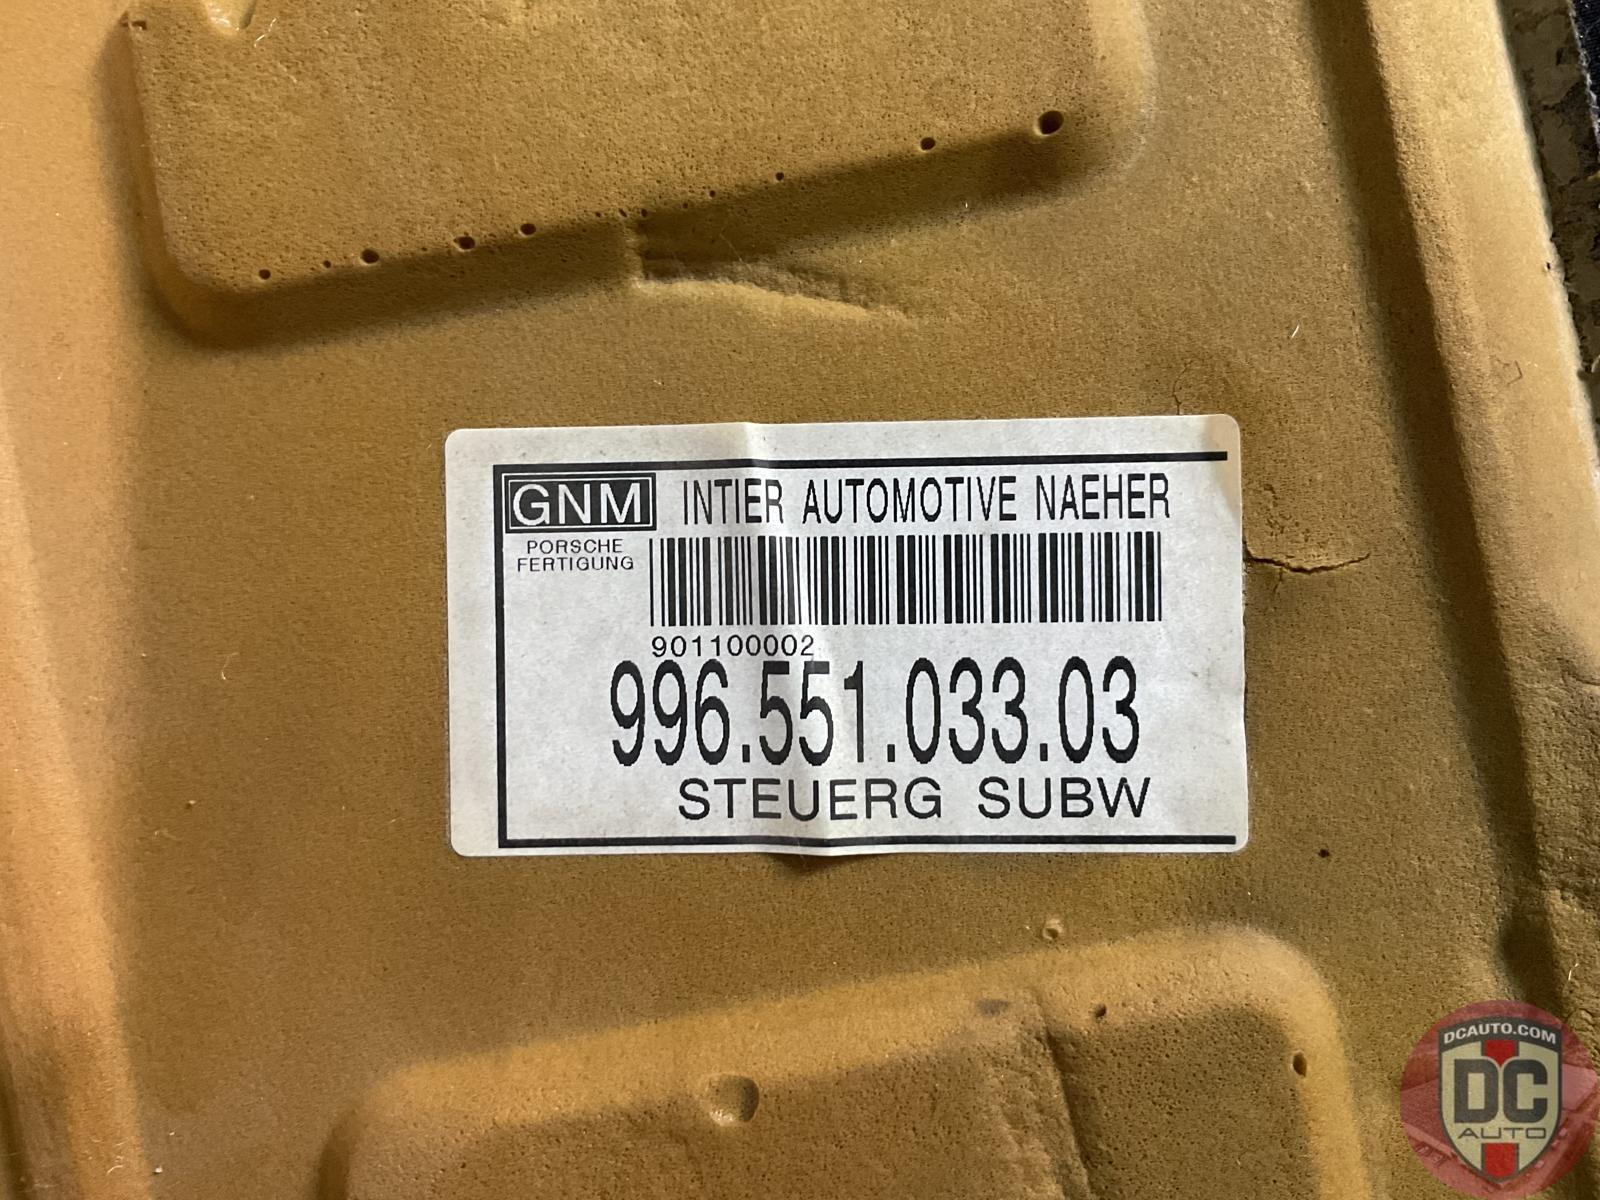 GNM INTIER AUTOMOTIVE NAEHER
PORSCHE
FERTIGUNG
901100002
996.551.033.03
STEUERG SUBW
DCAUTO.COM
DC
AUTO